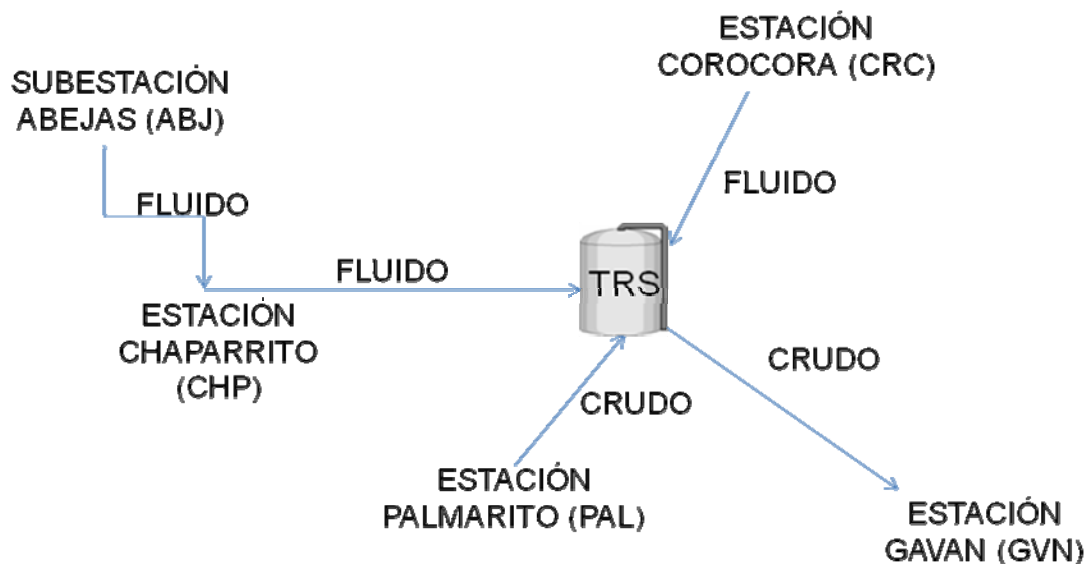 ESTACIÓN
COROCORA (CRC)
SUBESTACIÓN
ABEJAS (ABJ)
FLUIDO
FLUIDO
FLUIDO
TRS
ESTACIÓN
CHAPARRITO
(CHP)
CRUDO
CRUDO
ESTACIÓN
PALMARITO (PAL)
ESTACIÓN
GAVAN (GVN)